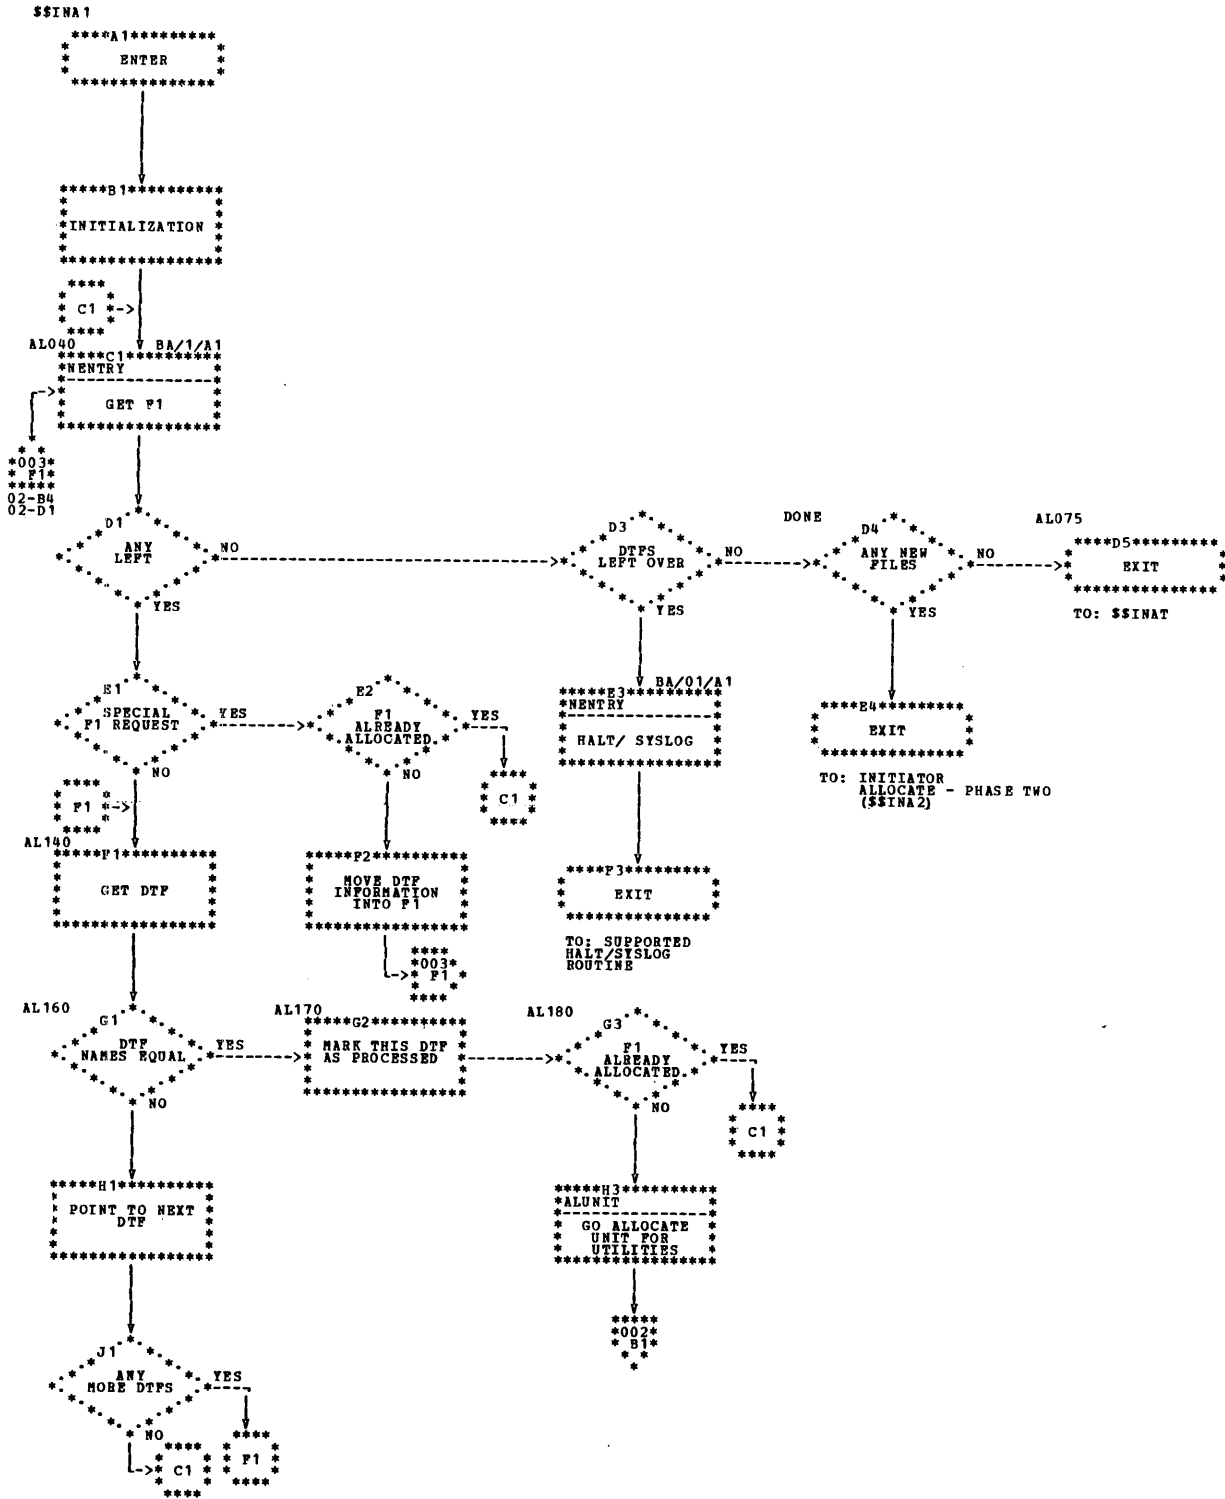 $$INA1
A1
ENTER
B1
INITIALIZATION
C1 ->
AL040 BA/1/A1
C1
NENTRY
GET F1
003
F1
02-B4
02-D1
D1
ANY
LEFT
NO
YES
D3
DTFS
LEFT OVER
NO
YES
DONE
D4
ANY NEW
FILES
NO
YES
AL075
D5
EXIT
TO: $$INAT
E1
SPECIAL
F1 REQUEST
YES
NO
E2
F1
ALREADY
ALLOCATED
YES
NO
C1
BA/01/A1
E3
NENTRY
HALT/ SYSLOG
E4
EXIT
TO: INITIATOR
ALLOCATE - PHASE TWO
($$INA2)
F1 ->
AL140
F1
GET DTF
F2
MOVE DTF
INFORMATION
INTO F1
003
F1
F3
EXIT
TO: SUPPORTED
HALT/SYSLOG
ROUTINE
AL160
G1
DTF
NAMES EQUAL
YES
NO
AL170
G2
MARK THIS DTF
AS PROCESSED
AL180
G3
F1
ALREADY
ALLOCATED
YES
NO
C1
H1
POINT TO NEXT
DTF
H3
ALUNIT
GO ALLOCATE
UNIT FOR
UTILITIES
002
B1
J1
ANY
MORE DTFS
YES
NO
C1
F1